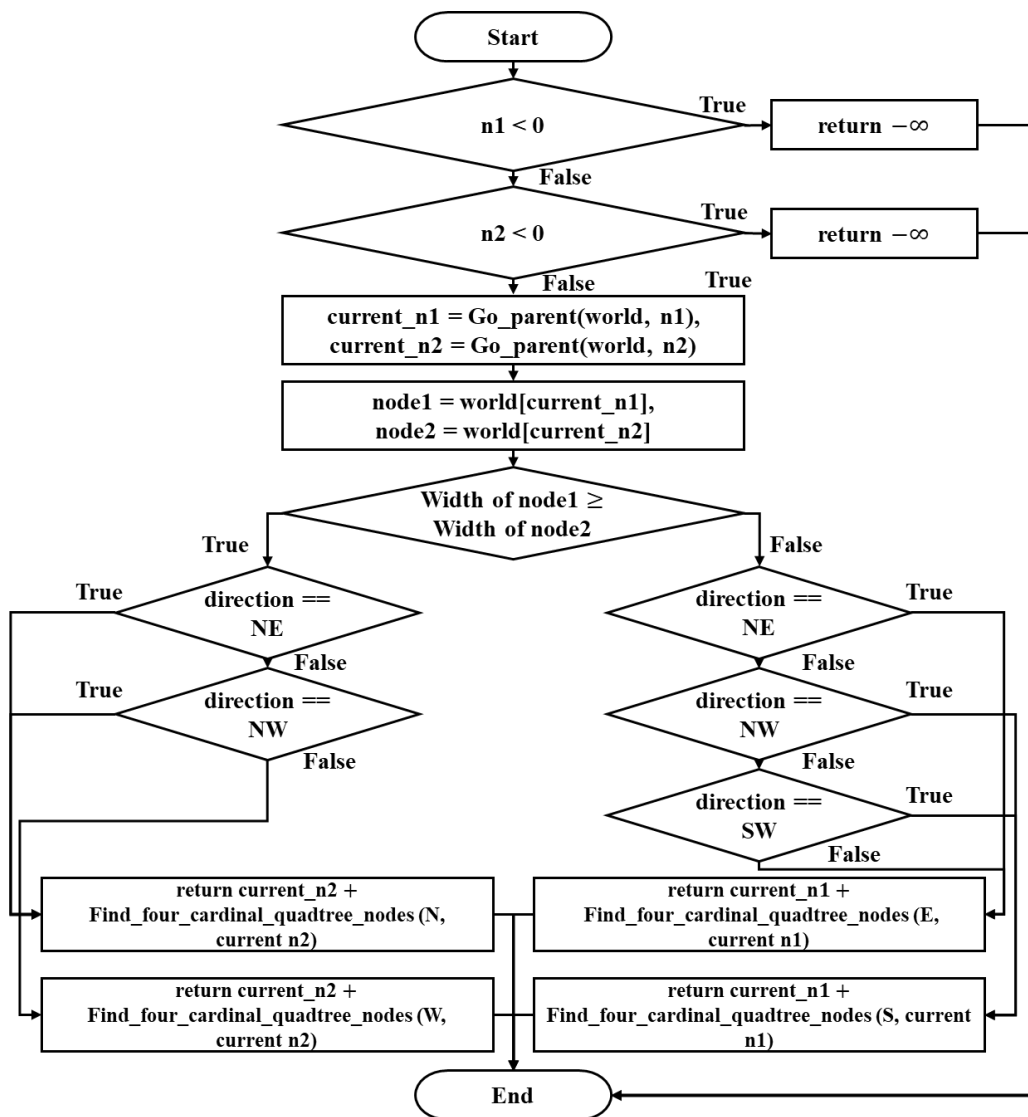 Start
True
n1 < 0
return −∞
False
True
n2 < 0
return −∞
False
True
current_n1 = Go_parent(world, n1),
current_n2 = Go_parent(world, n2)
node1 = world[current_n1],
node2 = world[current_n2]
Width of node1 ≥
Width of node2
True
False
True
direction ==
NE
False
direction ==
NE
True
False
True
direction ==
NW
False
direction ==
NW
True
False
direction ==
SW
True
False
return current_n2 +
Find_four_cardinal_quadtree_nodes (N,
current n2)
return current_n1 +
Find_four_cardinal_quadtree_nodes (E,
current n1)
return current_n2 +
Find_four_cardinal_quadtree_nodes (W,
current n2)
return current_n1 +
Find_four_cardinal_quadtree_nodes (S, current
n1)
End